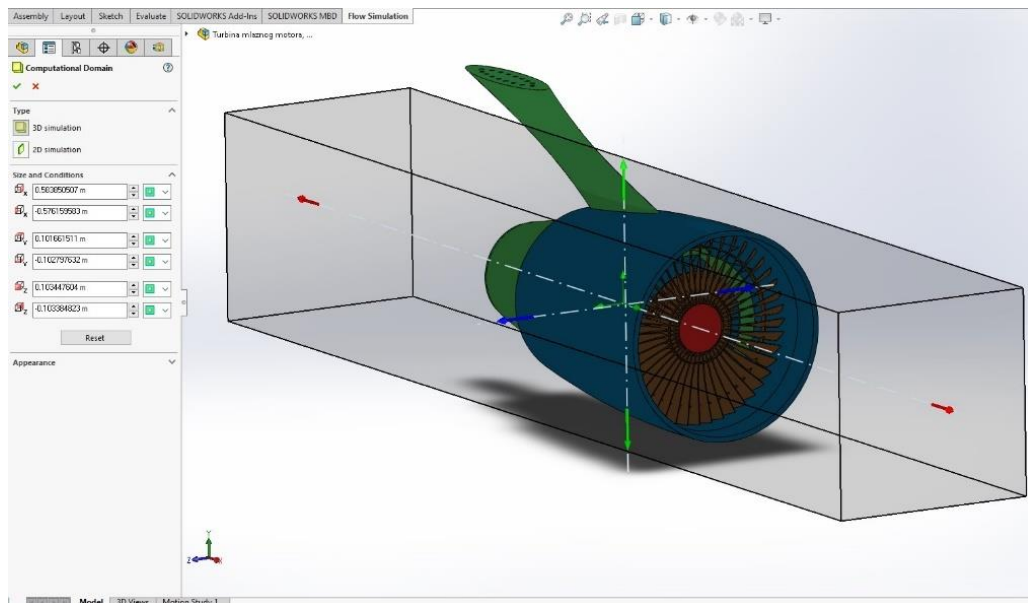 Assembly Layout Sketch Evaluate SOLIDWORKS Add-Ins SOLIDWORKS MBD Flow Simulation
Turbina mlaznog motora, ...
Computational Domain
Type
3D simulation
2D simulation
Size and Conditions
X 0.583850507 m
X -0.576159583 m
Y 0.101661511 m
Y -0.102797632 m
Z 0.103447604 m
Z -0.103384823 m
Reset
Appearance
Y
Z
Model 3D Views Motion Study 1